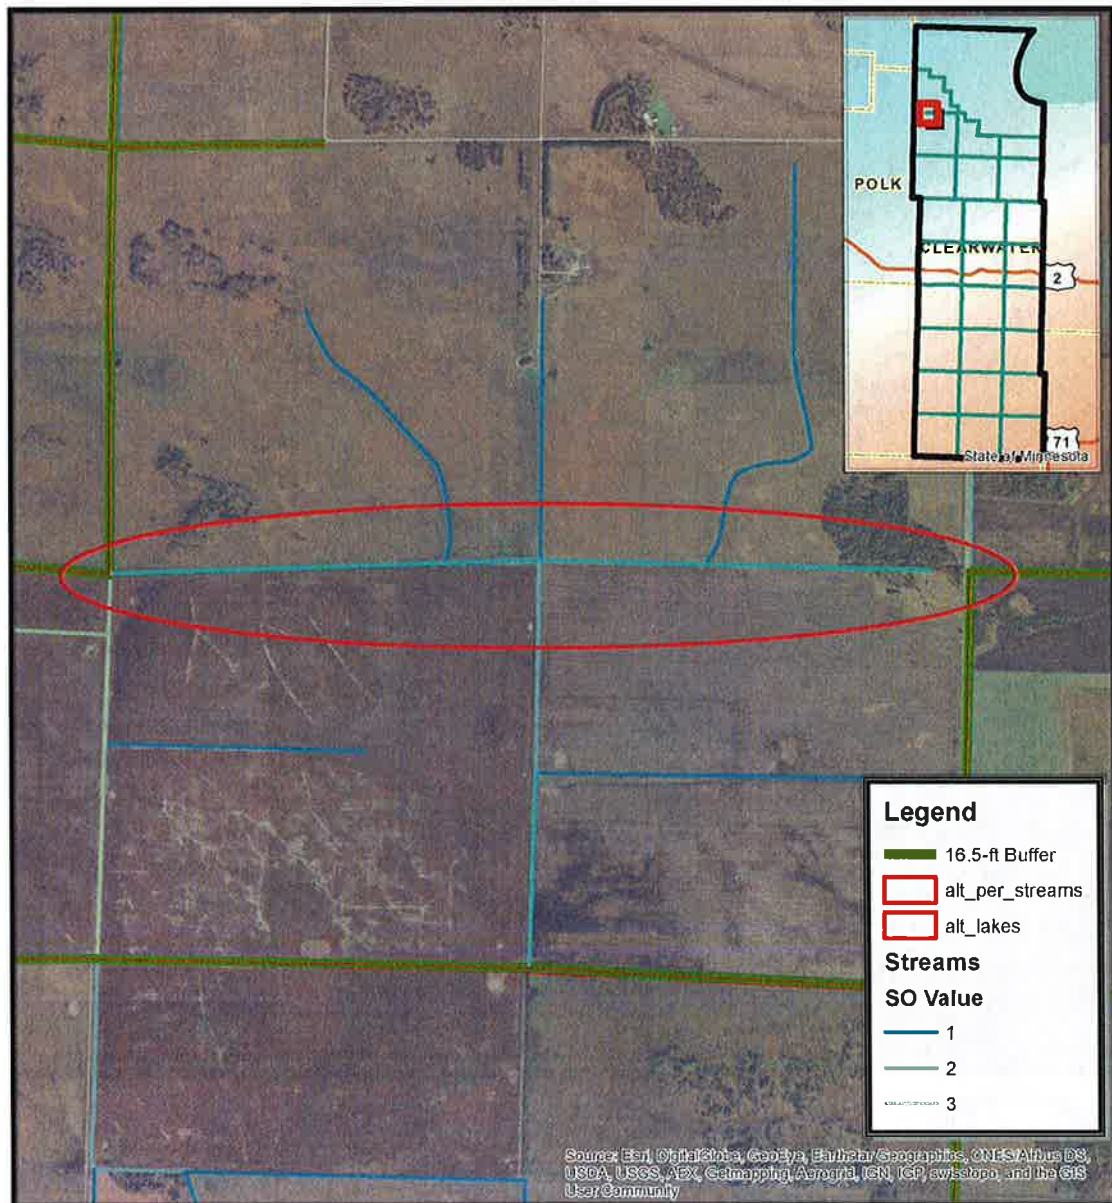 POLK
CLEARWATER
2
71
State of Minnesota
Legend
16.5-ft Buffer
alt_per_streams
alt_lakes
Streams
SO Value
1
2
3
Source: Esri, DigitalGlobe, GeoEye, Earthstar Geographics, CNES/Airbus DS,
USDA, USGS, AEX, Getmapping, Aerogrid, IGN, IGP, swisstopo, and the GIS
User Community